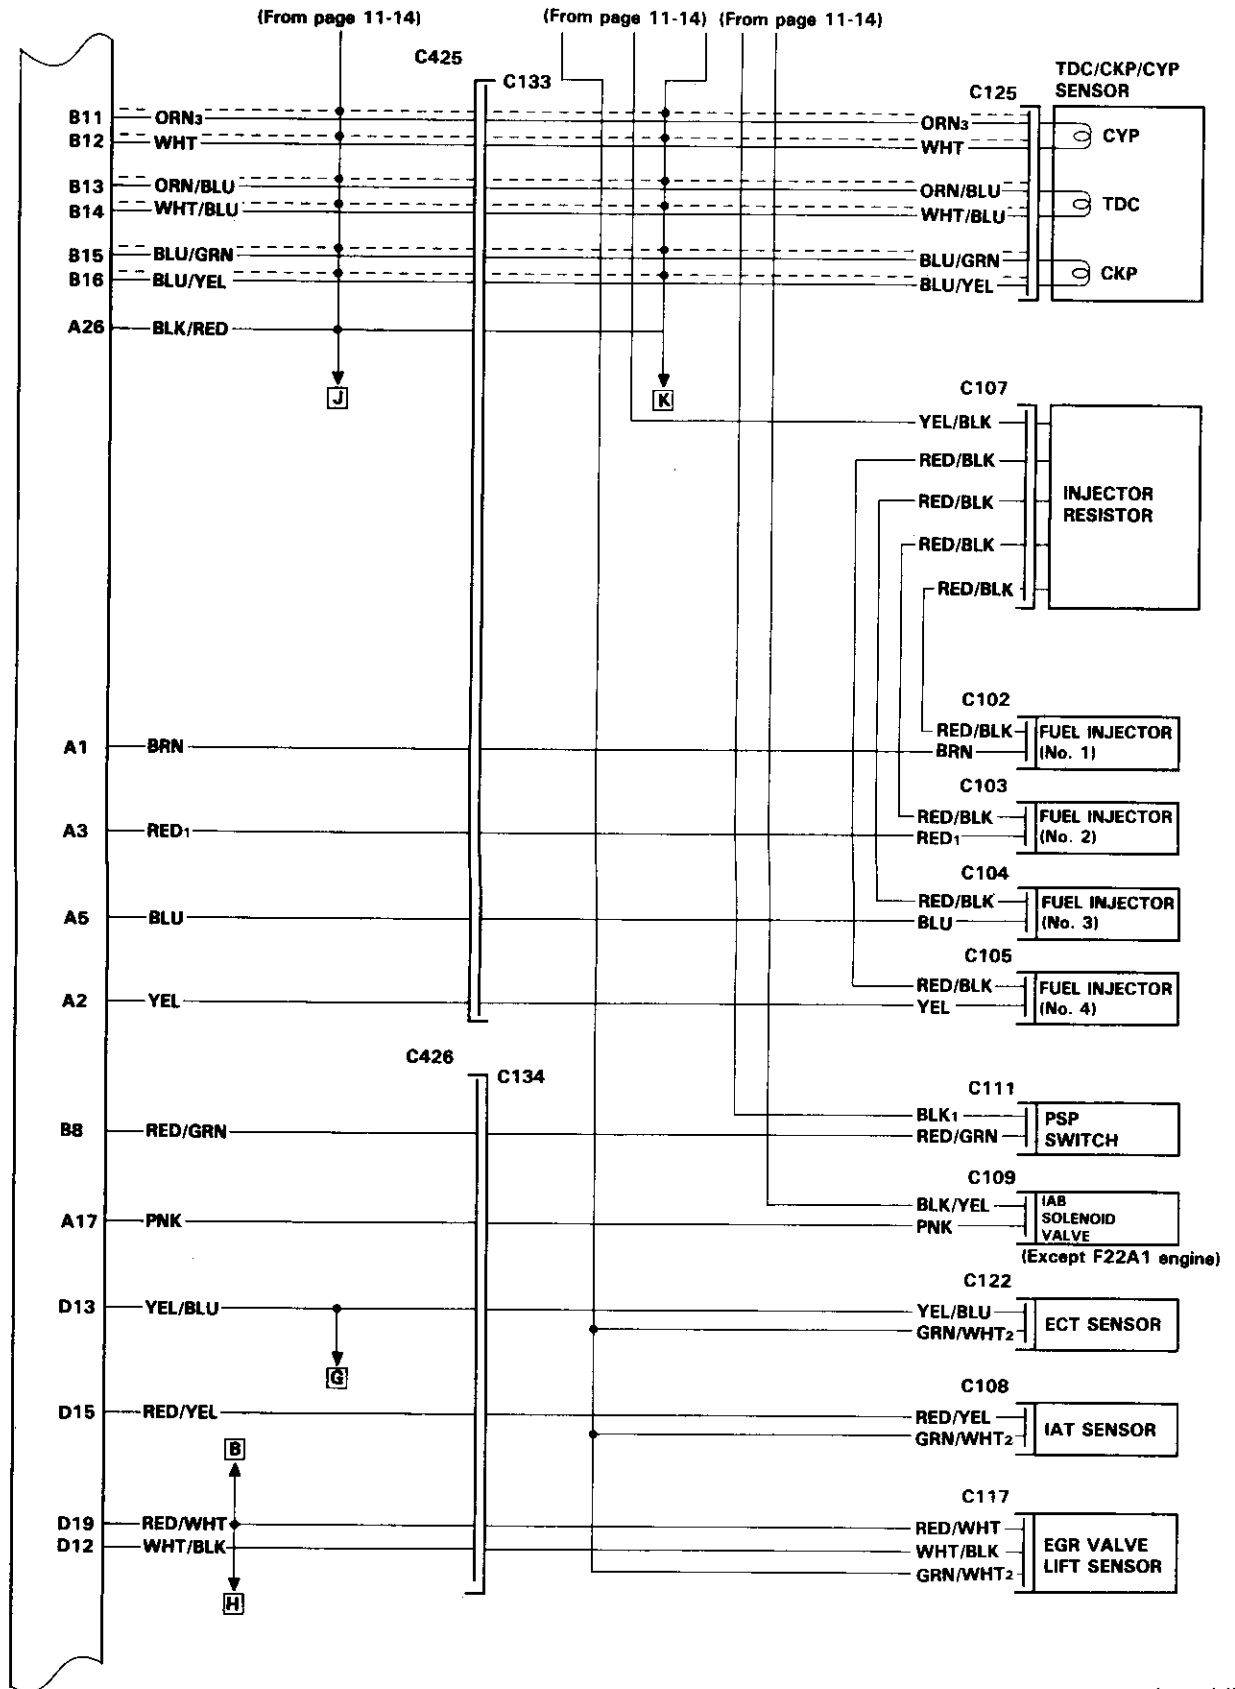 (From page 11-14) (From page 11-14) (From page 11-14)
C425
C133
TDC/CKP/CYP
SENSOR
C125
B11 ORN3 ORN3
CYP
B12 WHT WHT
B13 ORN/BLU ORN/BLU
TDC
B14 WHT/BLU WHT/BLU
B15 BLU/GRN BLU/GRN
CKP
B16 BLU/YEL BLU/YEL
A26 BLK/RED
J K
C107
YEL/BLK
RED/BLK
RED/BLK
RED/BLK
RED/BLK
INJECTOR
RESISTOR
C102
RED/BLK FUEL INJECTOR
A1 BRN BRN (No. 1)
C103
RED/BLK FUEL INJECTOR
A3 RED1 RED1 (No. 2)
C104
RED/BLK FUEL INJECTOR
A5 BLU BLU (No. 3)
C105
RED/BLK FUEL INJECTOR
A2 YEL YEL (No. 4)
C426
C134
C111
BLK1 PSP
B8 RED/GRN RED/GRN SWITCH
C109
BLK/YEL IAB
SOLENOID
A17 PNK PNK VALVE
(Except F22A1 engine)
C122
D13 YEL/BLU YEL/BLU
GRN/WHT2 ECT SENSOR
G
C108
D15 RED/YEL RED/YEL
GRN/WHT2 IAT SENSOR
B
C117
D19 RED/WHT RED/WHT
D12 WHT/BLK WHT/BLK EGR VALVE
GRN/WHT2 LIFT SENSOR
H